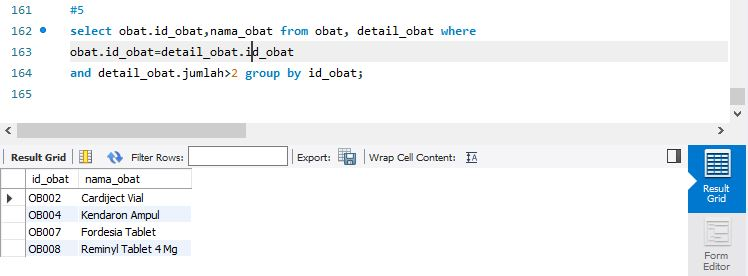 161 #5
162 select obat.id_obat,nama_obat from obat, detail_obat where
163 obat.id_obat=detail_obat.id_obat
164 and detail_obat.jumlah>2 group by id_obat;
165
Result Grid Filter Rows: Export: Wrap Cell Content: IA
id_obat nama_obat
OB002 Cardiject Vial
OB004 Kendaron Ampul
OB007 Fordesia Tablet
OB008 Reminyl Tablet 4 Mg
Result
Grid
Form
Editor